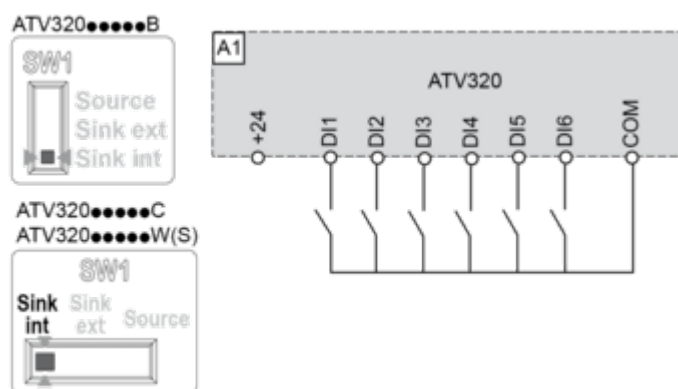 ATV320●●●●●B
SW1
Source
Sink ext
Sink int
ATV320●●●●●C
ATV320●●●●●W(S)
SW1
Sink int
Sink ext
Source
A1
ATV320
+24
DI1
DI2
DI3
DI4
DI5
DI6
COM